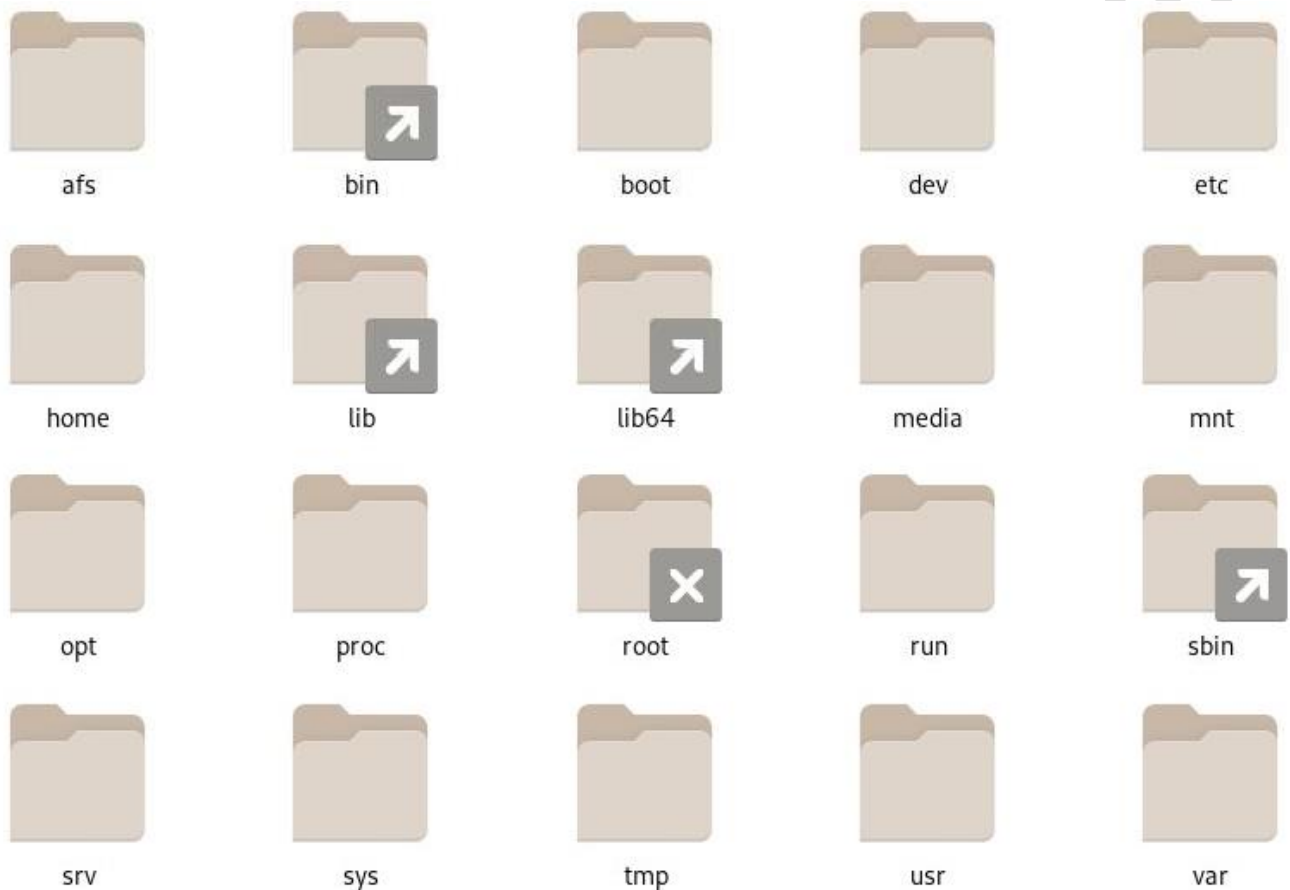 afs bin boot dev etc
home lib lib64 media mnt
opt proc root run sbin
srv sys tmp usr var